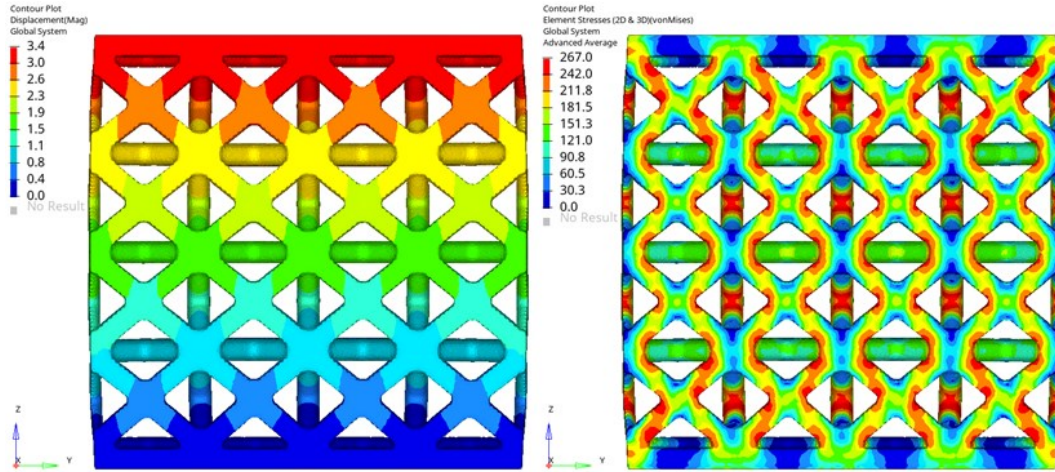 Contour Plot
Displacement(Mag)
Global System
3.4
3.0
2.6
2.3
1.9
1.5
1.1
0.8
0.4
0.0
No Result
Z
X
Y
Contour Plot
Element Stresses (2D & 3D)(vonMises)
Global System
Advanced Average
267.0
242.0
211.8
181.5
151.3
121.0
90.8
60.5
30.3
0.0
No Result
Z
X
Y